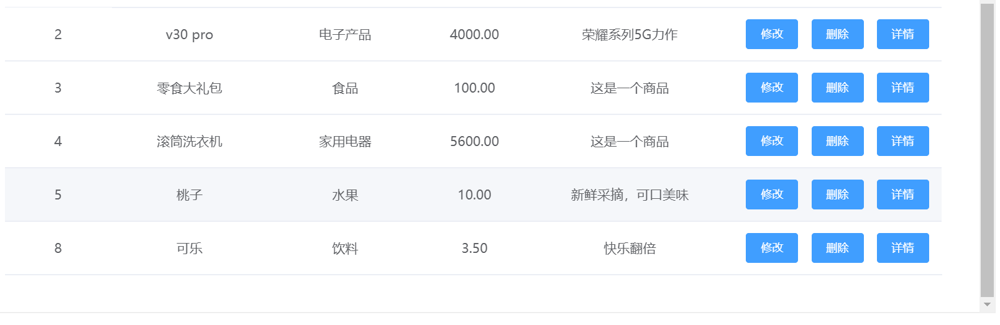 2 v30 pro 电子产品 4000.00 荣耀系列5G力作 修改 删除 详情
3 零食大礼包 食品 100.00 这是一个商品 修改 删除 详情
4 滚筒洗衣机 家用电器 5600.00 这是一个商品 修改 删除 详情
5 桃子 水果 10.00 新鲜采摘，可口美味 修改 删除 详情
8 可乐 饮料 3.50 快乐翻倍 修改 删除 详情